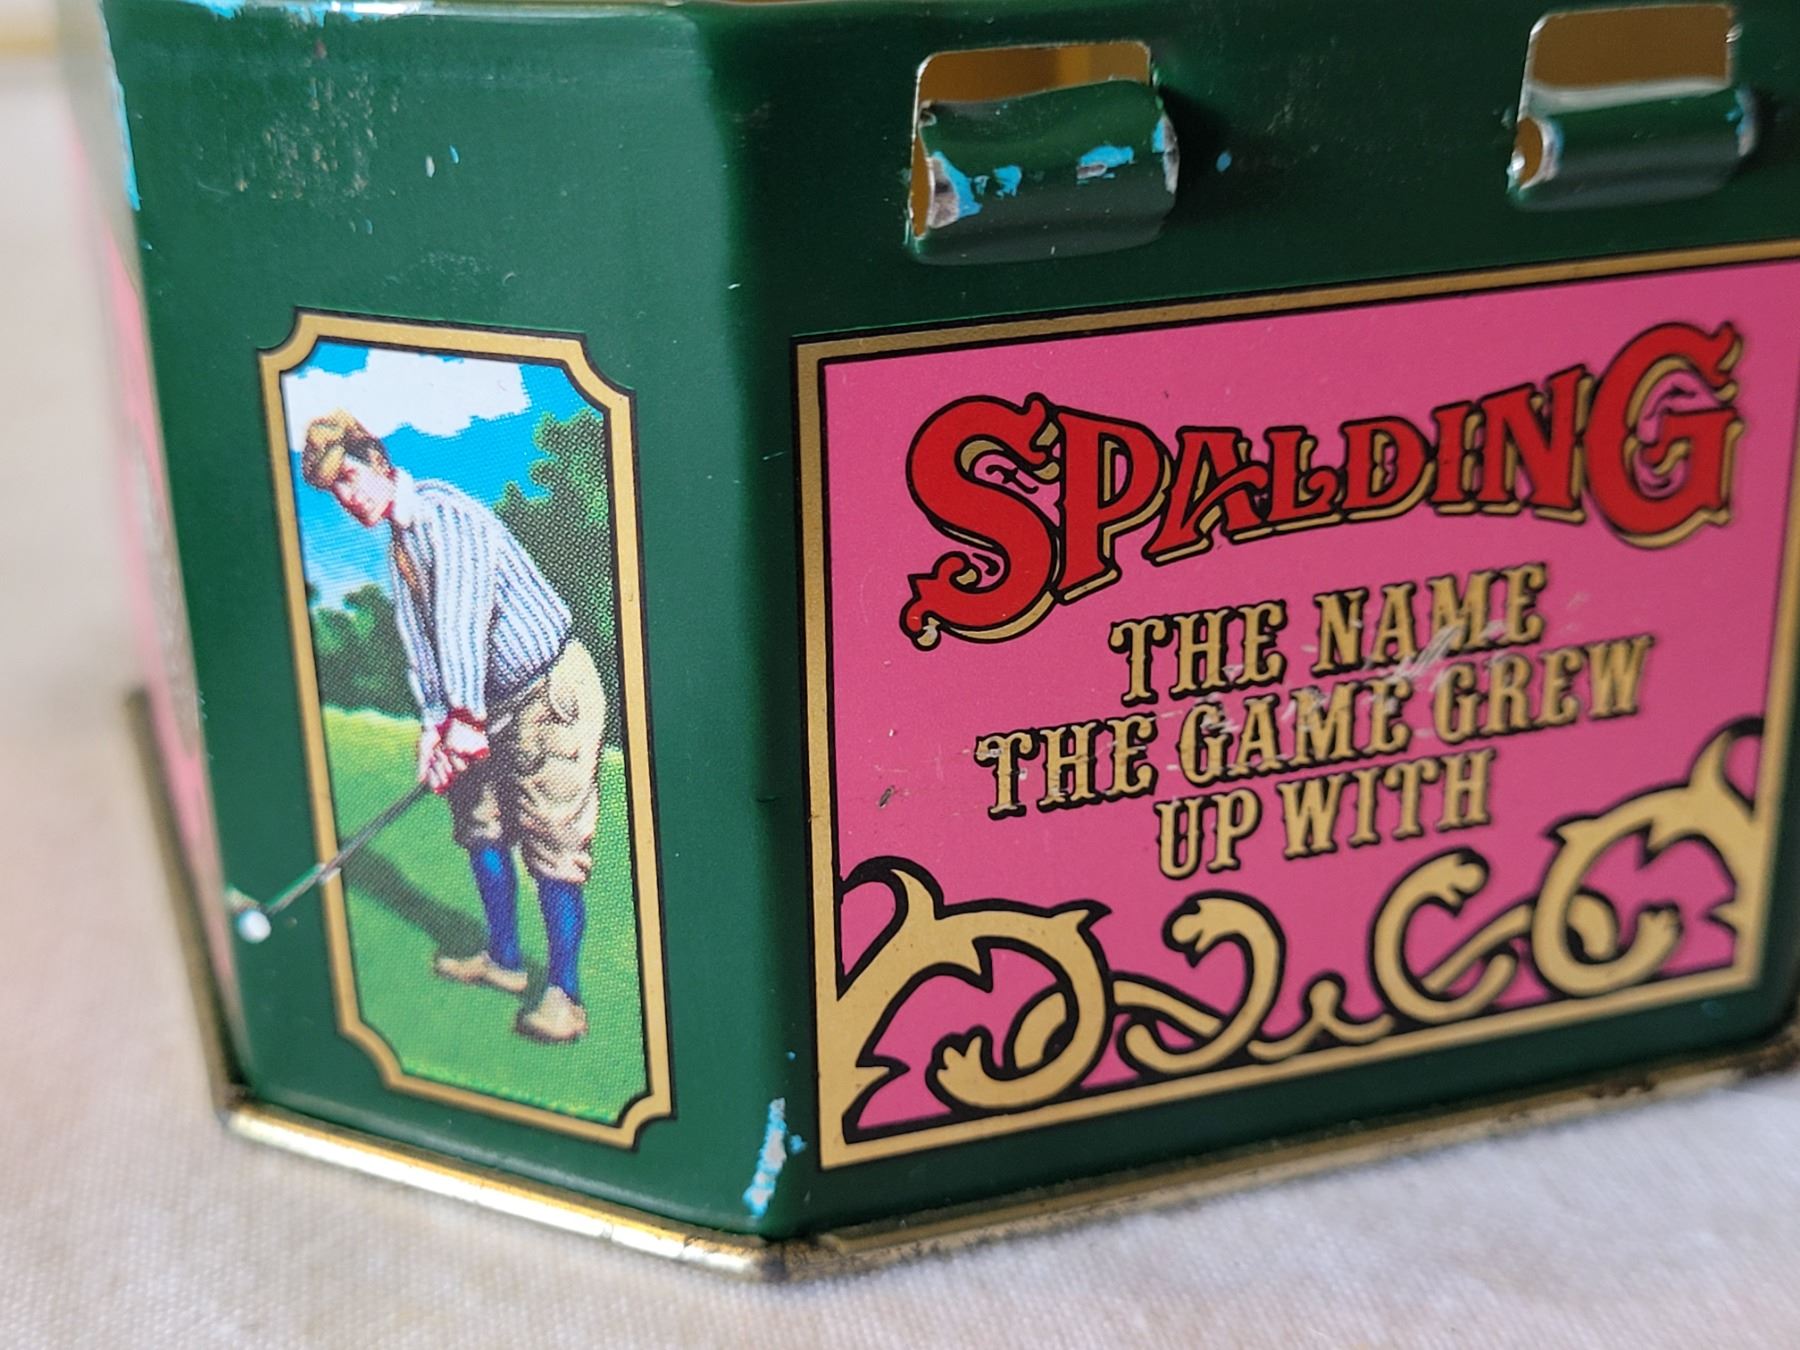 SPALDING
THE NAME
THE GAME GREW
UP WITH